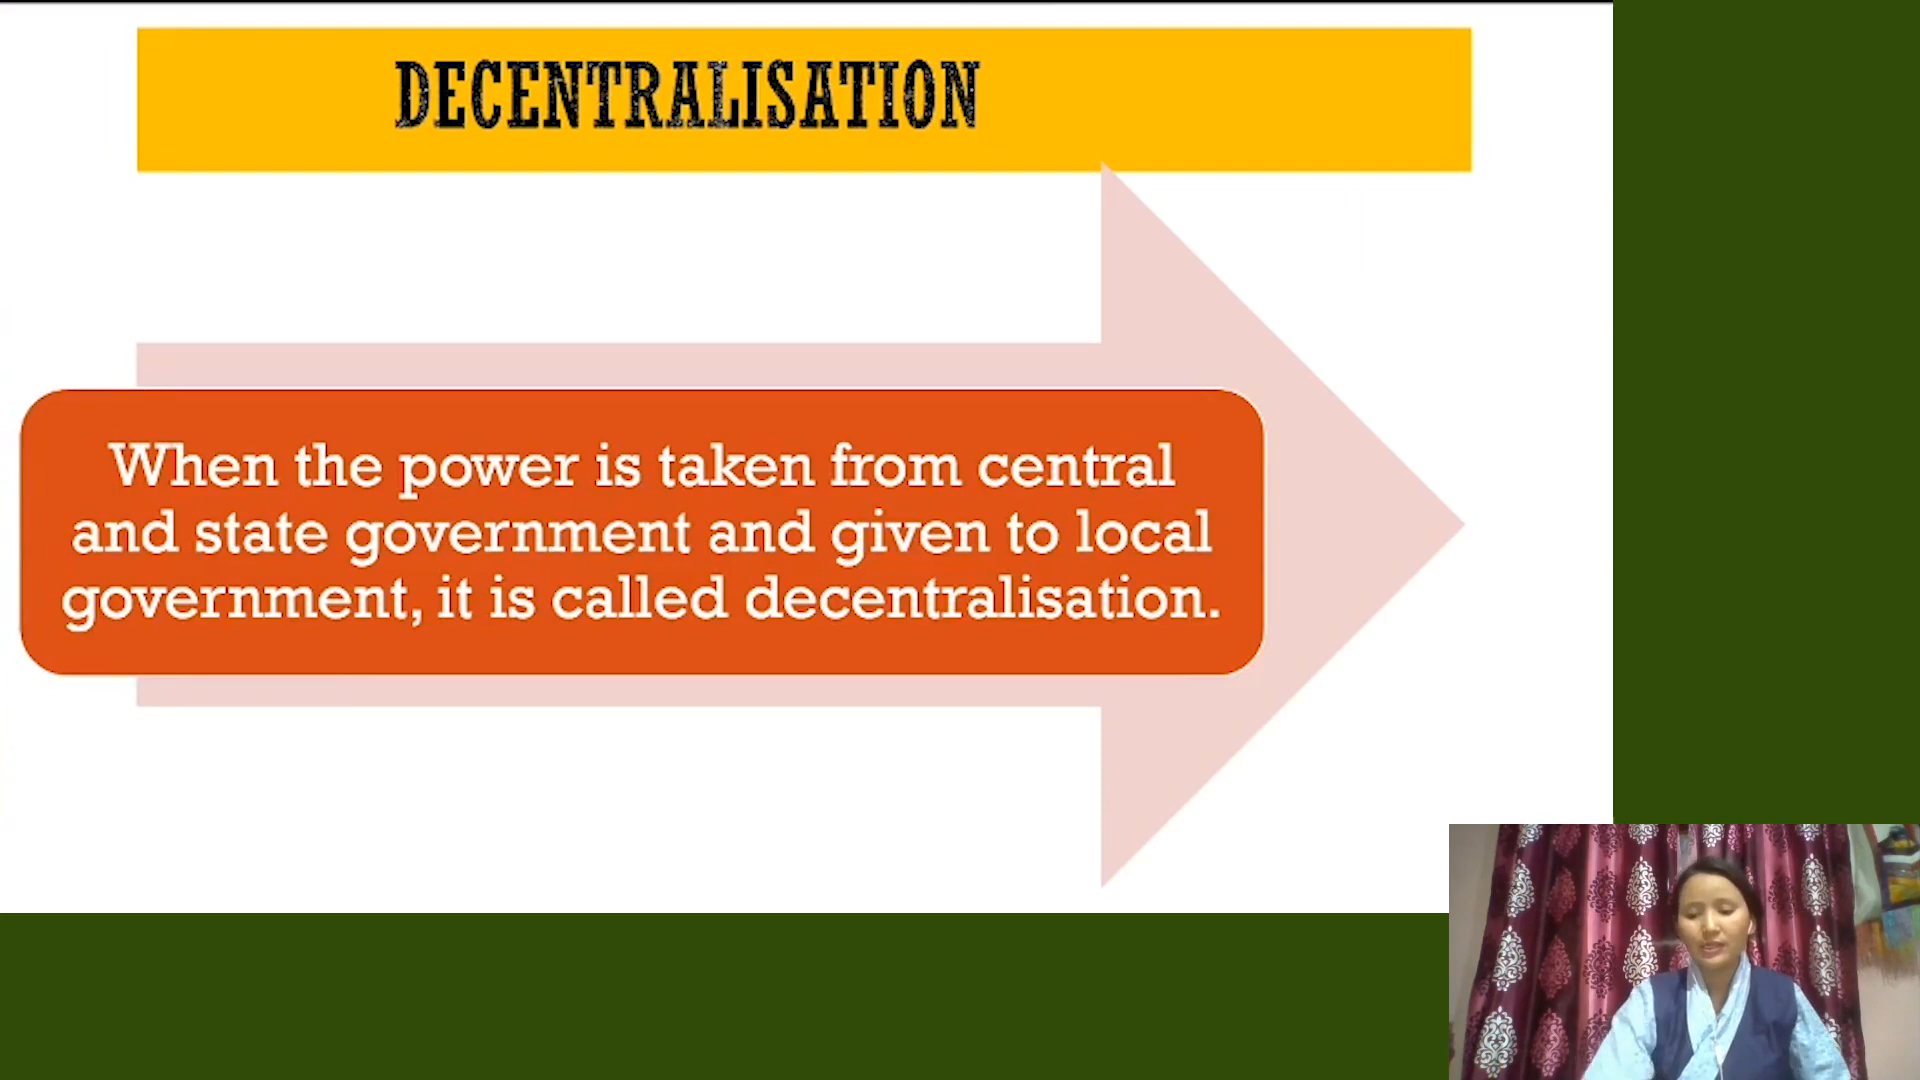 DECENTRALISATION
When the power is taken from central
and state government and given to local
government, it is called decentralisation.